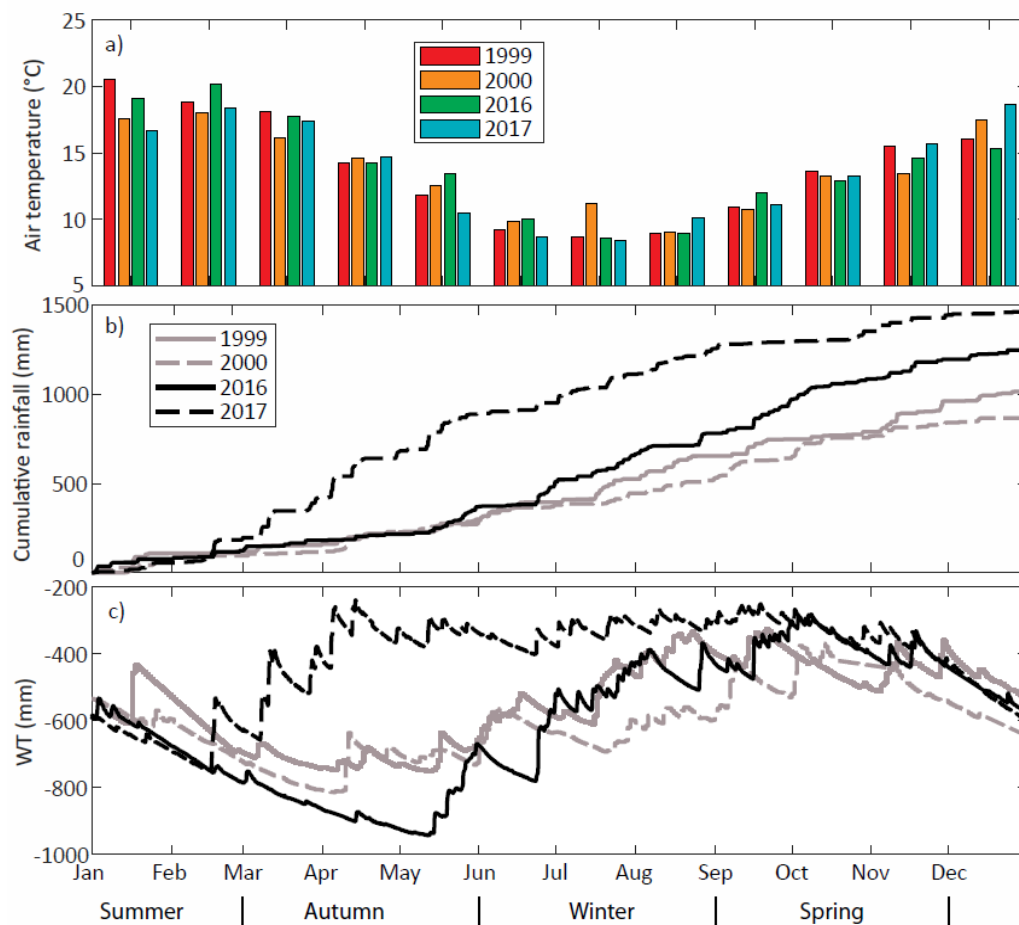 a)
Air temperature (°C)
25
20
15
10
5
1999
2000
2016
2017
b)
Cumulative rainfall (mm)
1500
1000
500
0
1999
2000
2016
2017
c)
WT (mm)
-200
-400
-600
-800
-1000
Jan Feb Mar Apr May Jun Jul Aug Sep Oct Nov Dec
Summer Autumn Winter Spring